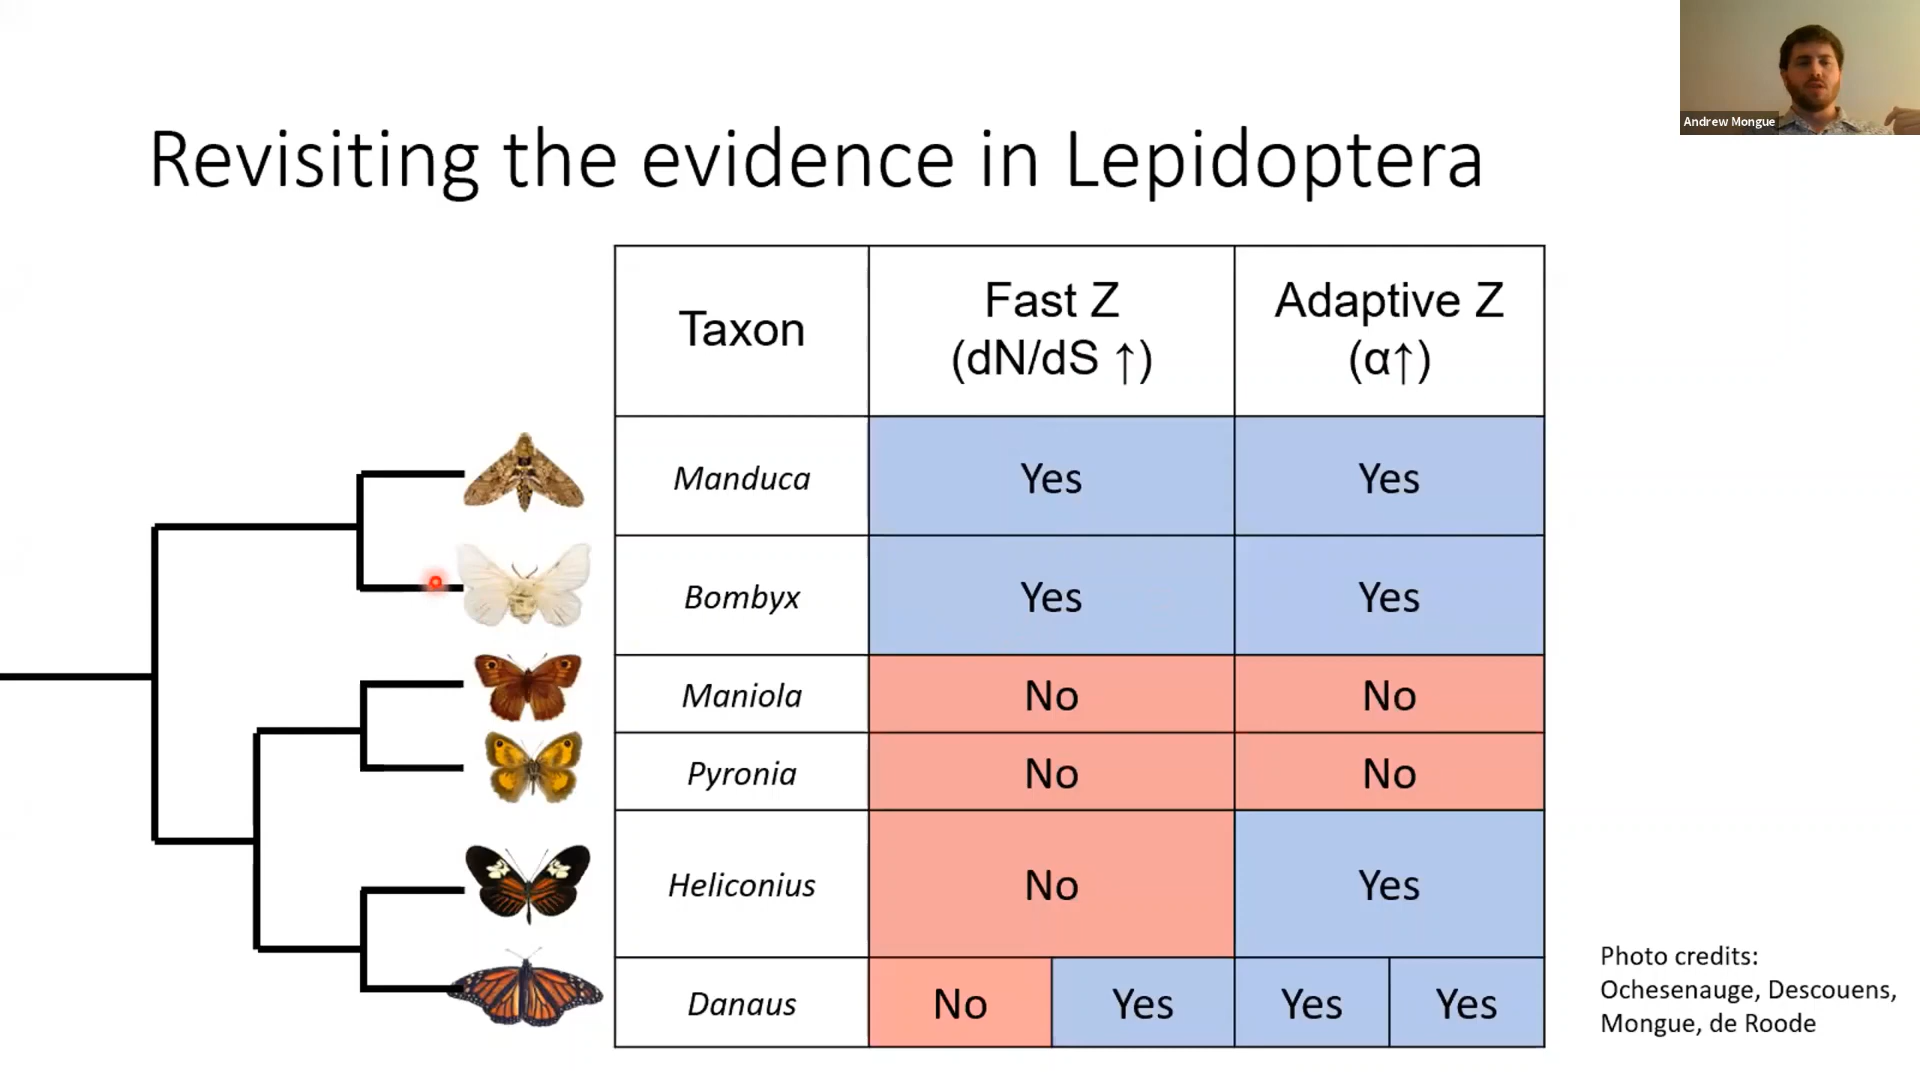 Andrew Mongue
Revisiting the evidence in Lepidoptera
Taxon
Fast Z
(dN/dS ↑)
Adaptive Z
(α↑)
Manduca
Yes
Yes
Bombyx
Yes
Yes
Maniola
No
No
Pyronia
No
No
Heliconius
No
Yes
Danaus
No
Yes
Yes
Yes
Photo credits:
Ochesenauge, Descouens,
Mongue, de Roode